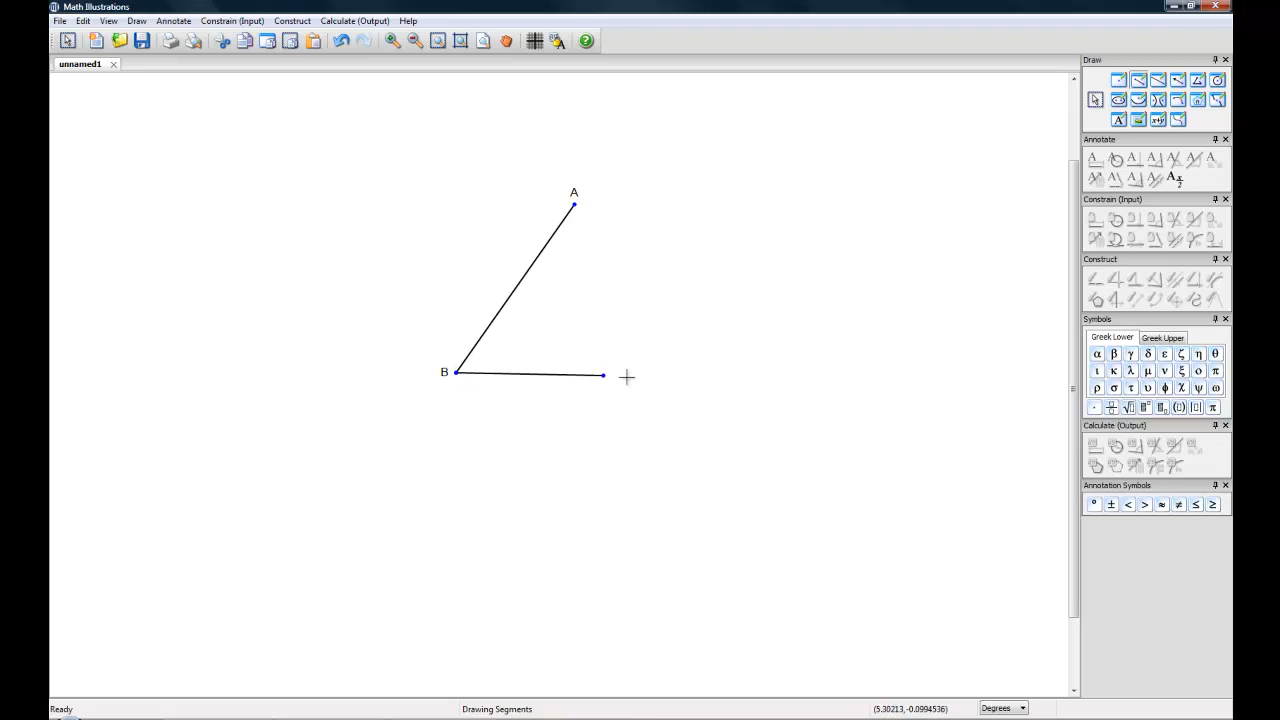 Math Illustrations
File Edit View Draw Annotate Constrain (Input) Construct Calculate (Output) Help
unnamed1
A
B
Ready
Drawing Segments
(5.30213,-0.0994536)
Degrees
Draw
A
x+y
Annotate
Constrain (Input)
Construct
Symbols
Greek Lower Greek Upper
α β γ δ ε ζ η θ
ι κ λ μ ν ξ ο π
ρ σ τ υ ϕ χ ψ ω
Calculate (Output)
Annotation Symbols
° ± < > ≈ ≠ ≤ ≥